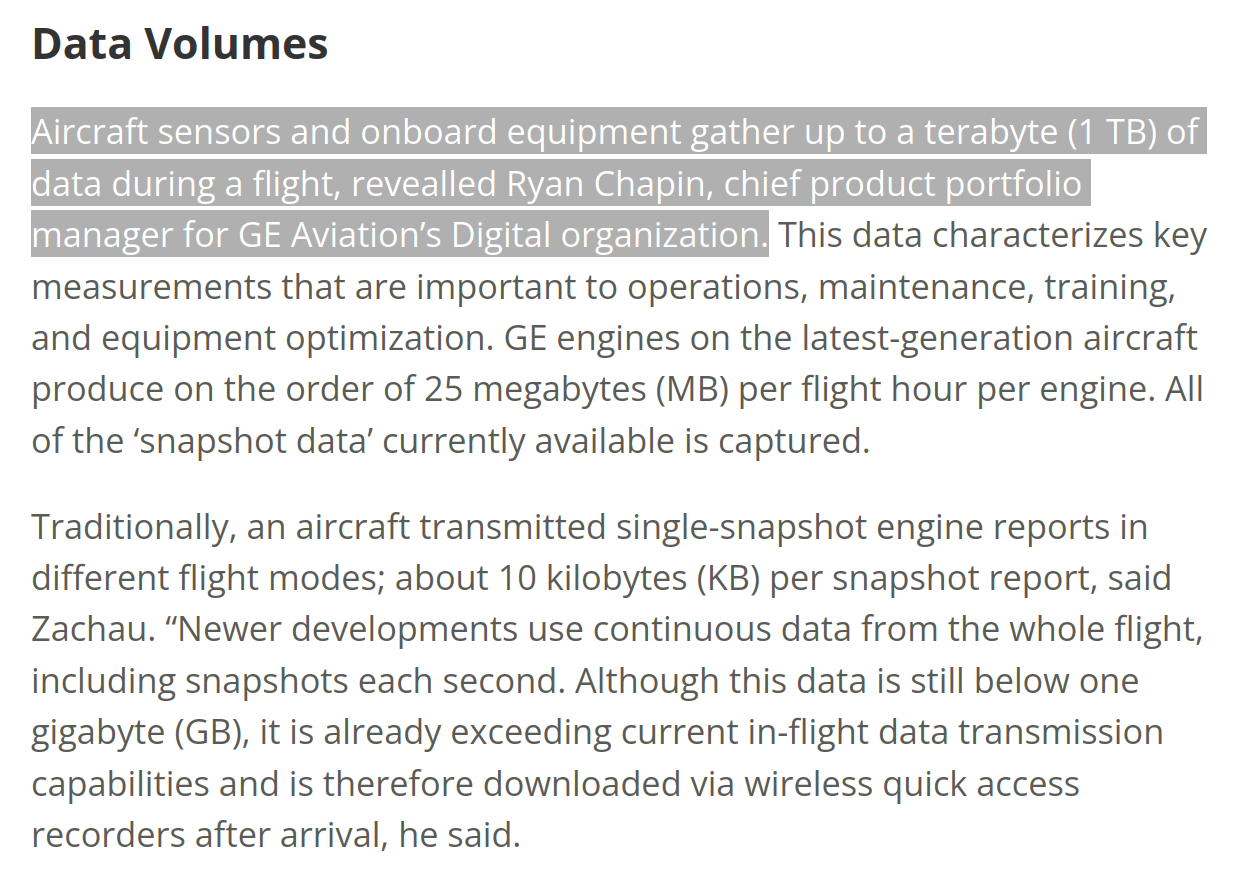 Data Volumes
Aircraft sensors and onboard equipment gather up to a terabyte (1 TB) of
data during a flight, revealled Ryan Chapin, chief product portfolio
manager for GE Aviation’s Digital organization. This data characterizes key
measurements that are important to operations, maintenance, training,
and equipment optimization. GE engines on the latest-generation aircraft
produce on the order of 25 megabytes (MB) per flight hour per engine. All
of the ‘snapshot data’ currently available is captured.
Traditionally, an aircraft transmitted single-snapshot engine reports in
different flight modes; about 10 kilobytes (KB) per snapshot report, said
Zachau. “Newer developments use continuous data from the whole flight,
including snapshots each second. Although this data is still below one
gigabyte (GB), it is already exceeding current in-flight data transmission
capabilities and is therefore downloaded via wireless quick access
recorders after arrival, he said.